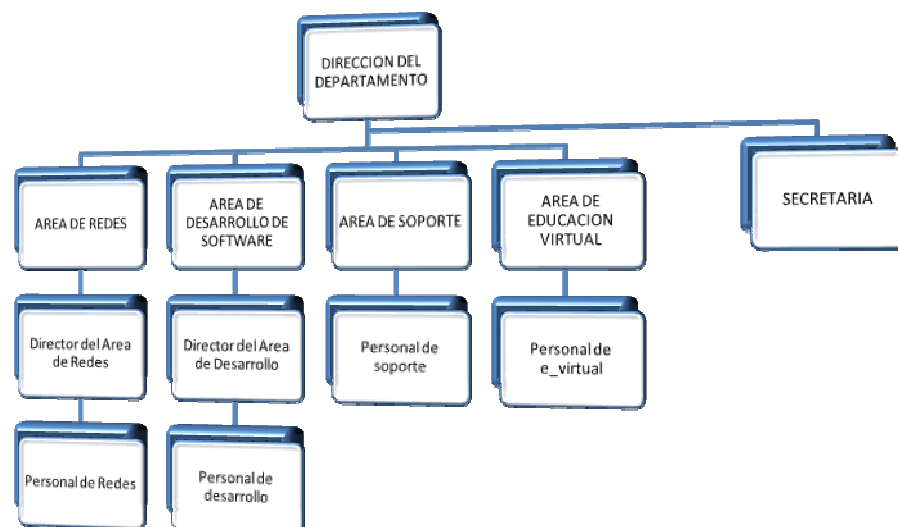 DIRECCION DEL
DEPARTAMENTO
AREA DE REDES
AREA DE
DESARROLLO DE
SOFTWARE
AREA DE SOPORTE
AREA DE
EDUCACION
VIRTUAL
SECRETARIA
Director del Area
de Redes
Director del Area
de Desarrollo
Personal de
soporte
Personal de
e_virtual
Personal de Redes
Personal de
desarrollo